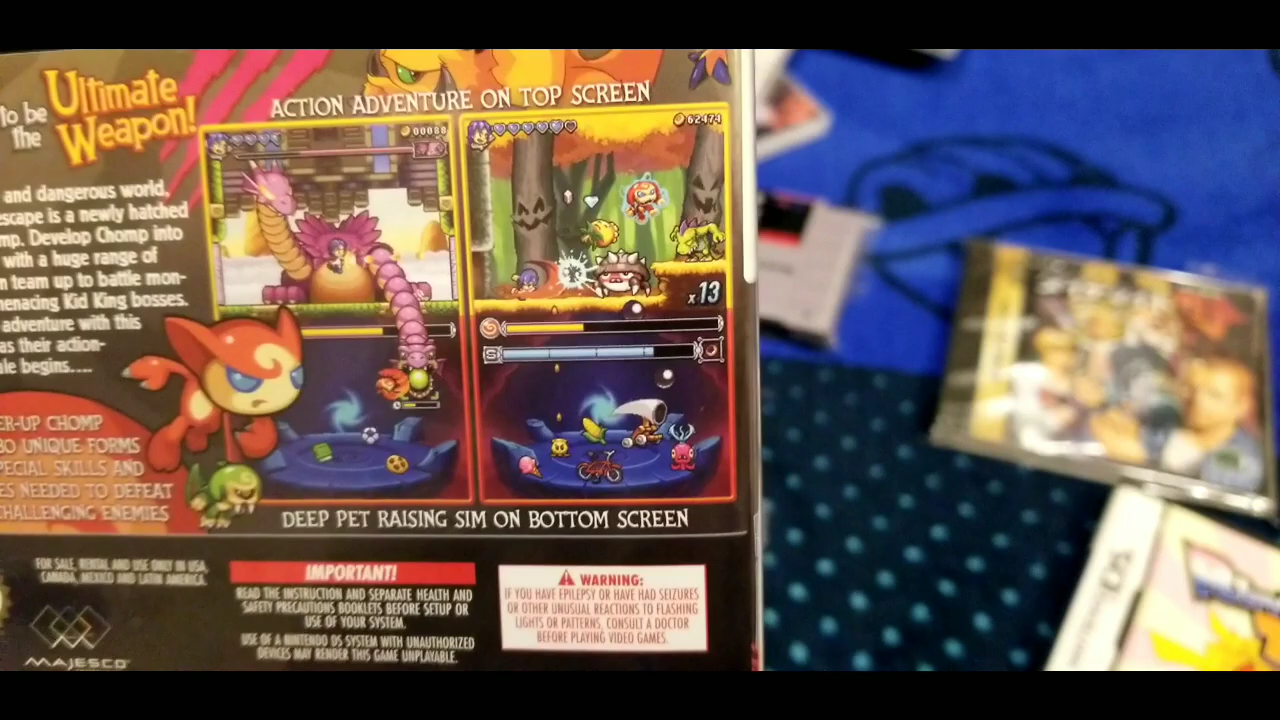 To be
the
Ultimate
Weapon!
and dangerous world,
escape is a newly hatched
mp. Develop Chomp into
with a huge range of
n team up to battle mon-
menacing Kid King bosses.
adventure with this
as their action-
ale begins....
ER-UP CHOMP
30 UNIQUE FORMS
PECIAL SKILLS AND
ES NEEDED TO DEFEAT
CHALLENGING ENEMIES
ACTION ADVENTURE ON TOP SCREEN
00088
62474
x13
S
DEEP PET RAISING SIM ON BOTTOM SCREEN
FOR SALE, RENTAL AND USE ONLY IN USA,
CANADA, MEXICO AND LATIN AMERICA.
MAJESCO
IMPORTANT!
READ THE INSTRUCTION AND SEPARATE HEALTH AND
SAFETY PRECAUTIONS BOOKLETS BEFORE SETUP OR
USE OF YOUR SYSTEM.
USE OF A NINTENDO DS SYSTEM WITH UNAUTHORIZED
DEVICES MAY RENDER THIS GAME UNPLAYABLE.
WARNING:
IF YOU HAVE EPILEPSY OR HAVE HAD SEIZURES
OR OTHER UNUSUAL REACTIONS TO FLASHING
LIGHTS OR PATTERNS, CONSULT A DOCTOR
BEFORE PLAYING VIDEO GAMES.
DS